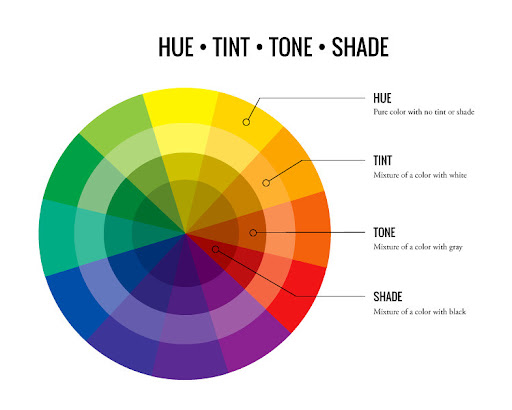 HUE • TINT • TONE • SHADE
HUE
Pure color with no tint or shade
TINT
Mixture of a color with white
TONE
Mixture of a color with gray
SHADE
Mixture of a color with black